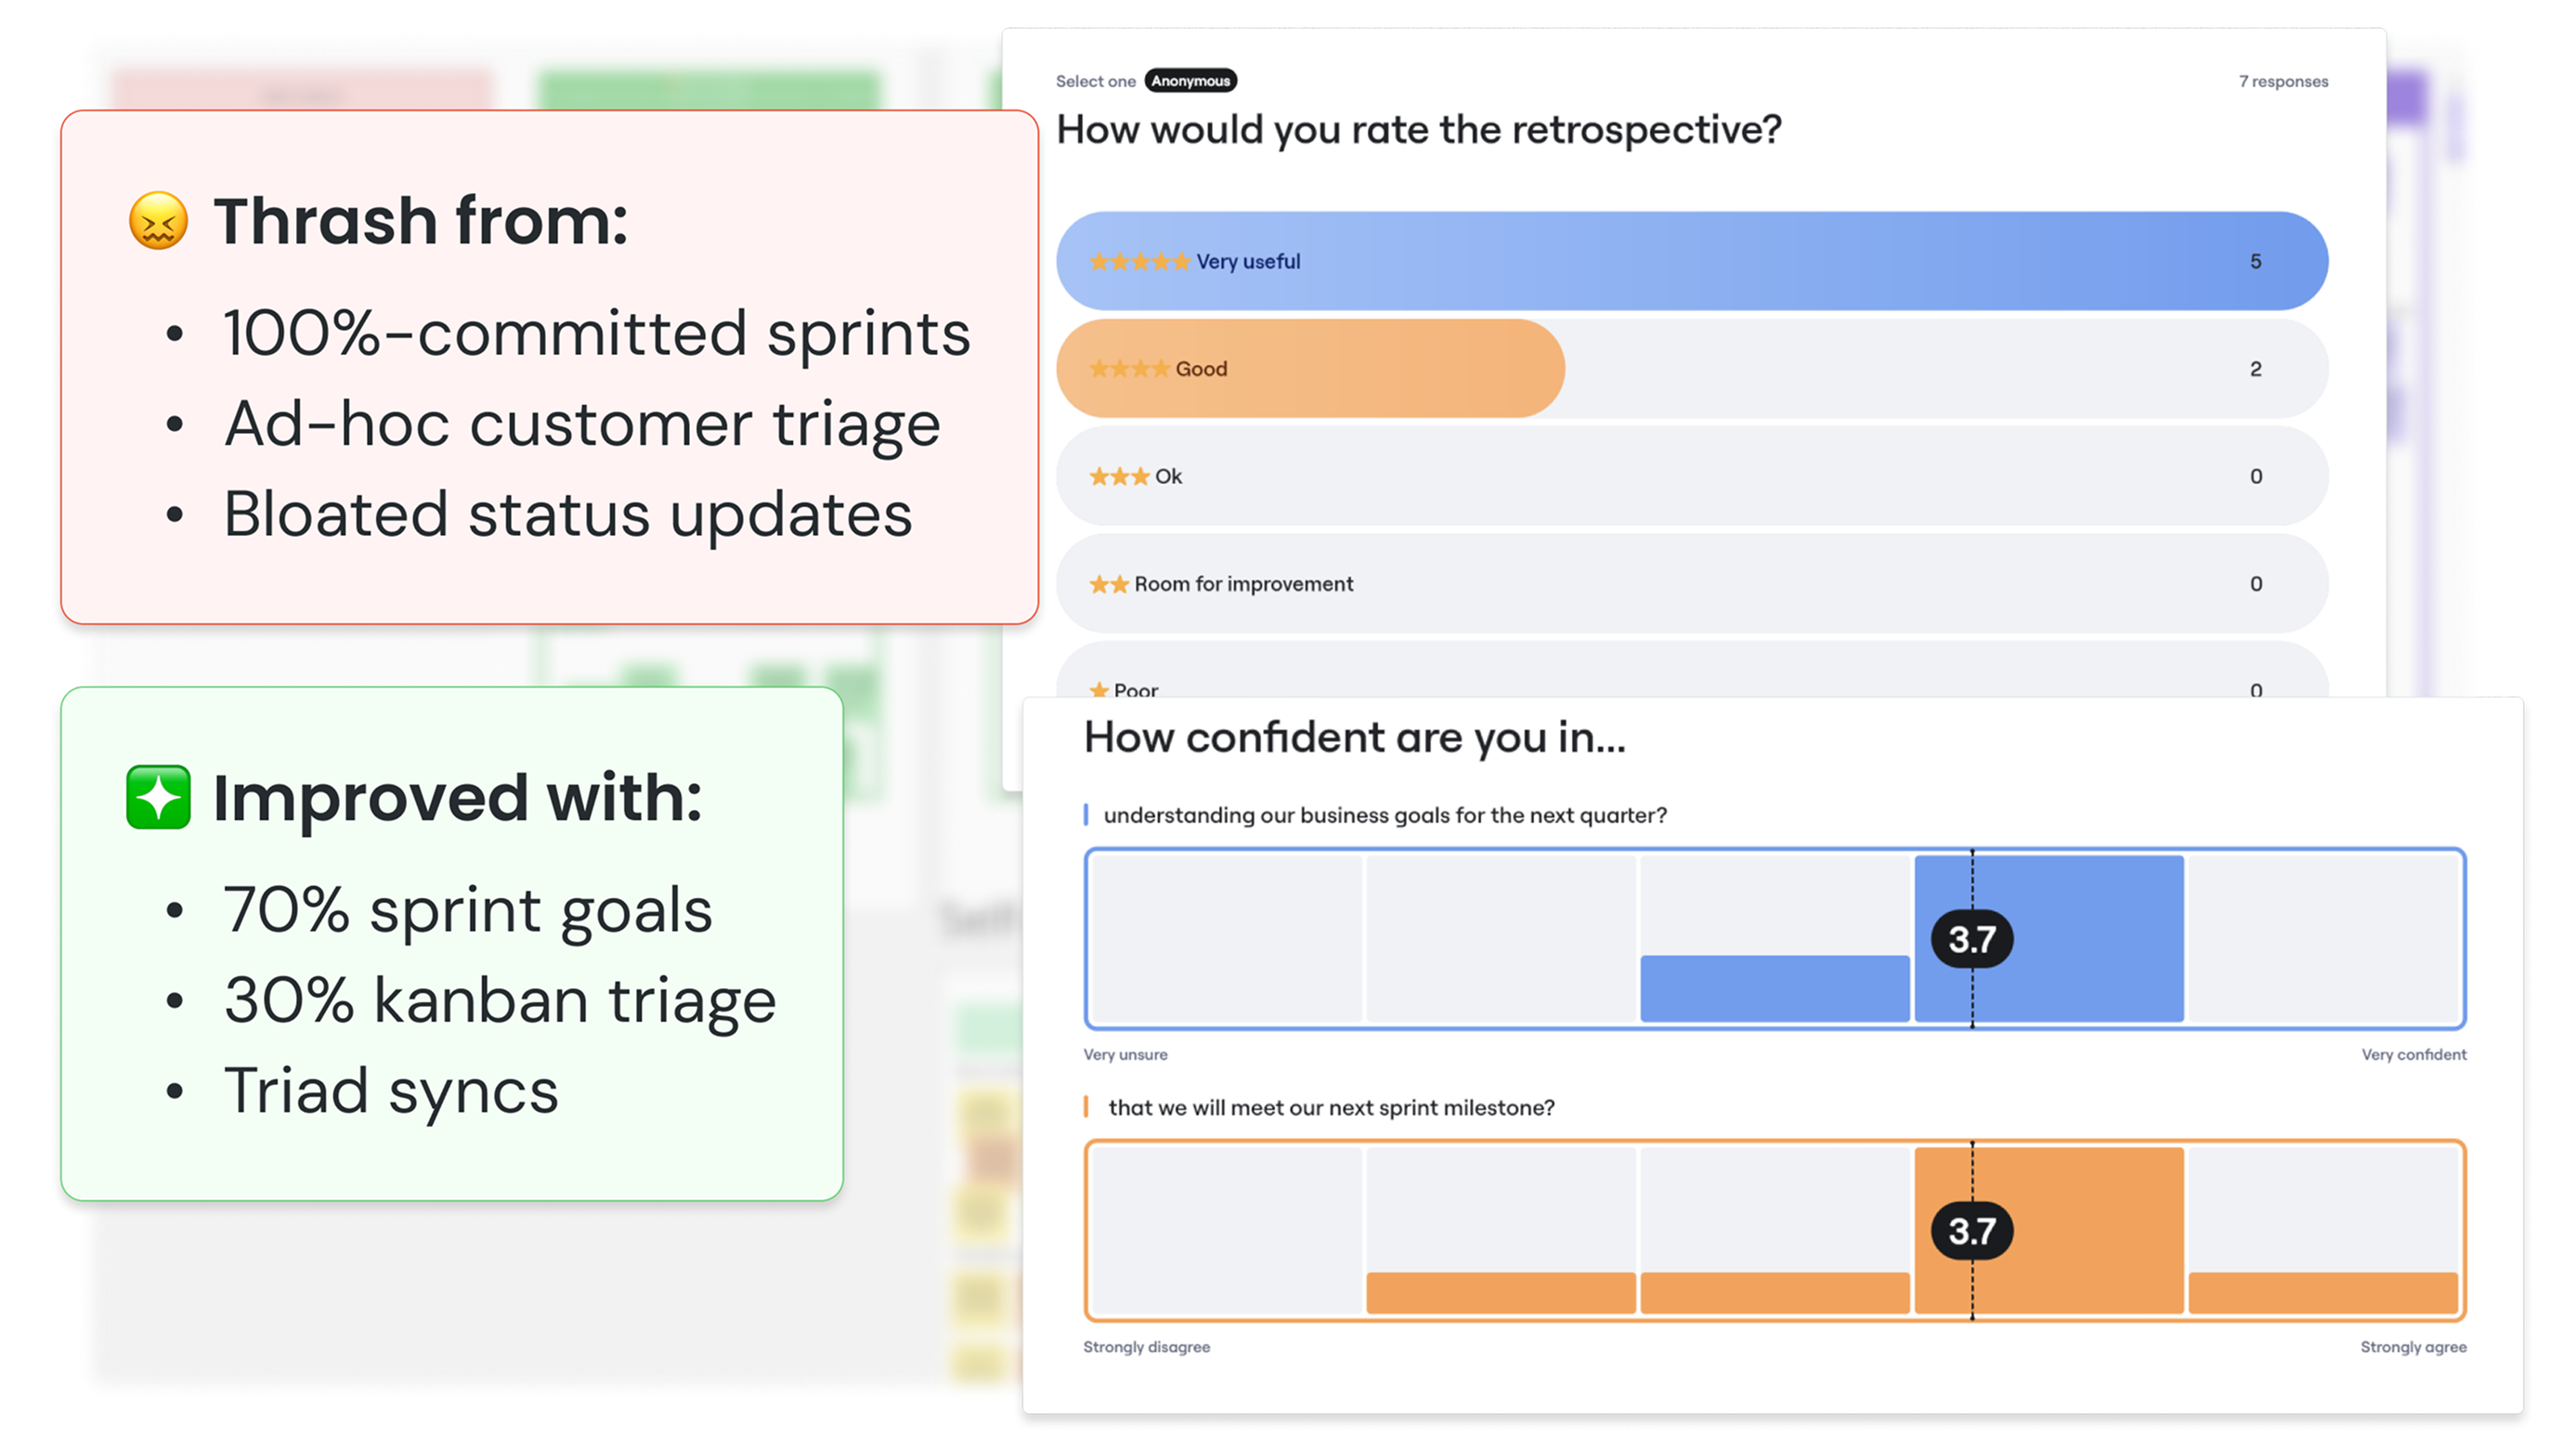 😖 Thrash from:
• 100%-committed sprints
• Ad-hoc customer triage
• Bloated status updates
Improved with:
• 70% sprint goals
• 30% kanban triage
• Triad syncs
Select one Anonymous 7 responses
How would you rate the retrospective?
★★★★★ Very useful 5
★★★★ Good 2
★★★ Ok 0
★★ Room for improvement 0
★ Poor 0
How confident are you in...
understanding our business goals for the next quarter?
3.7
Very unsure Very confident
that we will meet our next sprint milestone?
3.7
Strongly disagree Strongly agree